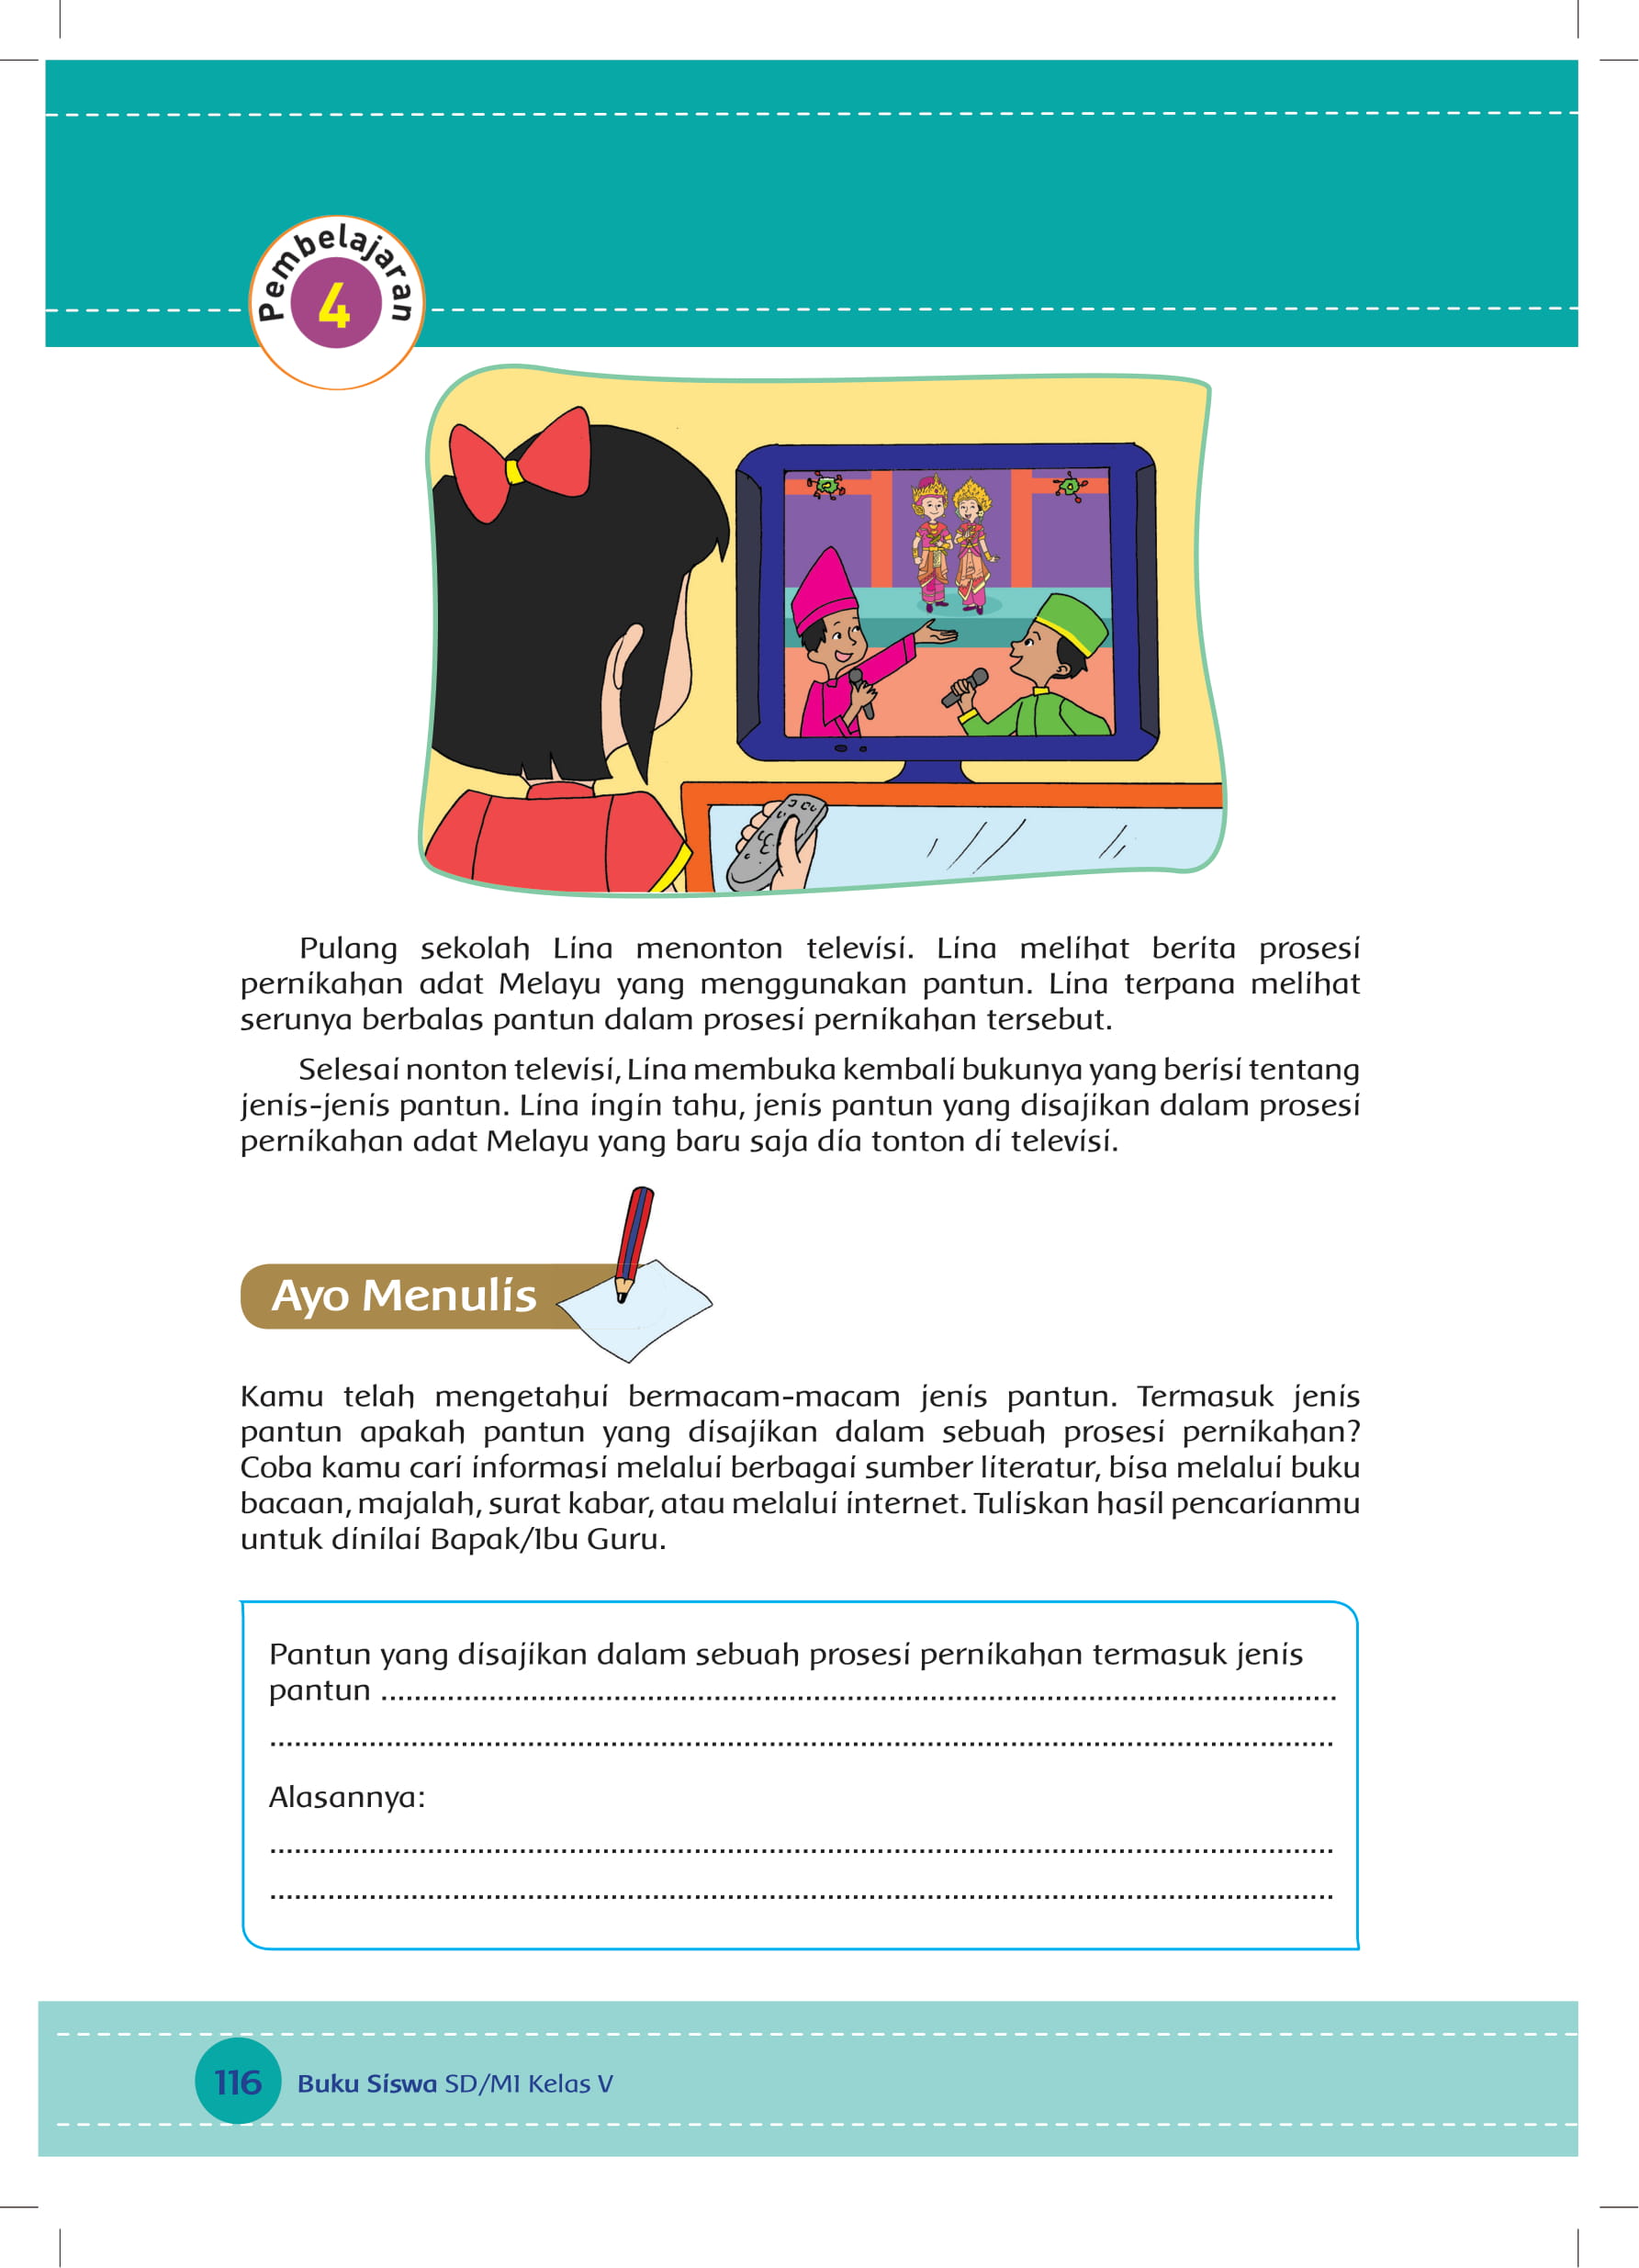 Pembelajaran
4
Pulang sekolah Lina menonton televisi. Lina melihat berita prosesi
pernikahan adat Melayu yang menggunakan pantun. Lina terpana melihat
serunya berbalas pantun dalam prosesi pernikahan tersebut.
Selesai nonton televisi, Lina membuka kembali bukunya yang berisi tentang
jenis-jenis pantun. Lina ingin tahu, jenis pantun yang disajikan dalam prosesi
pernikahan adat Melayu yang baru saja dia tonton di televisi.
Ayo Menulis
Kamu telah mengetahui bermacam-macam jenis pantun. Termasuk jenis
pantun apakah pantun yang disajikan dalam sebuah prosesi pernikahan?
Coba kamu cari informasi melalui berbagai sumber literatur, bisa melalui buku
bacaan, majalah, surat kabar, atau melalui internet. Tuliskan hasil pencarianmu
untuk dinilai Bapak/Ibu Guru.
Pantun yang disajikan dalam sebuah prosesi pernikahan termasuk jenis
pantun ........................................................................................................
....................................................................................................................
Alasannya:
....................................................................................................................
....................................................................................................................
116 Buku Siswa SD/MI Kelas V